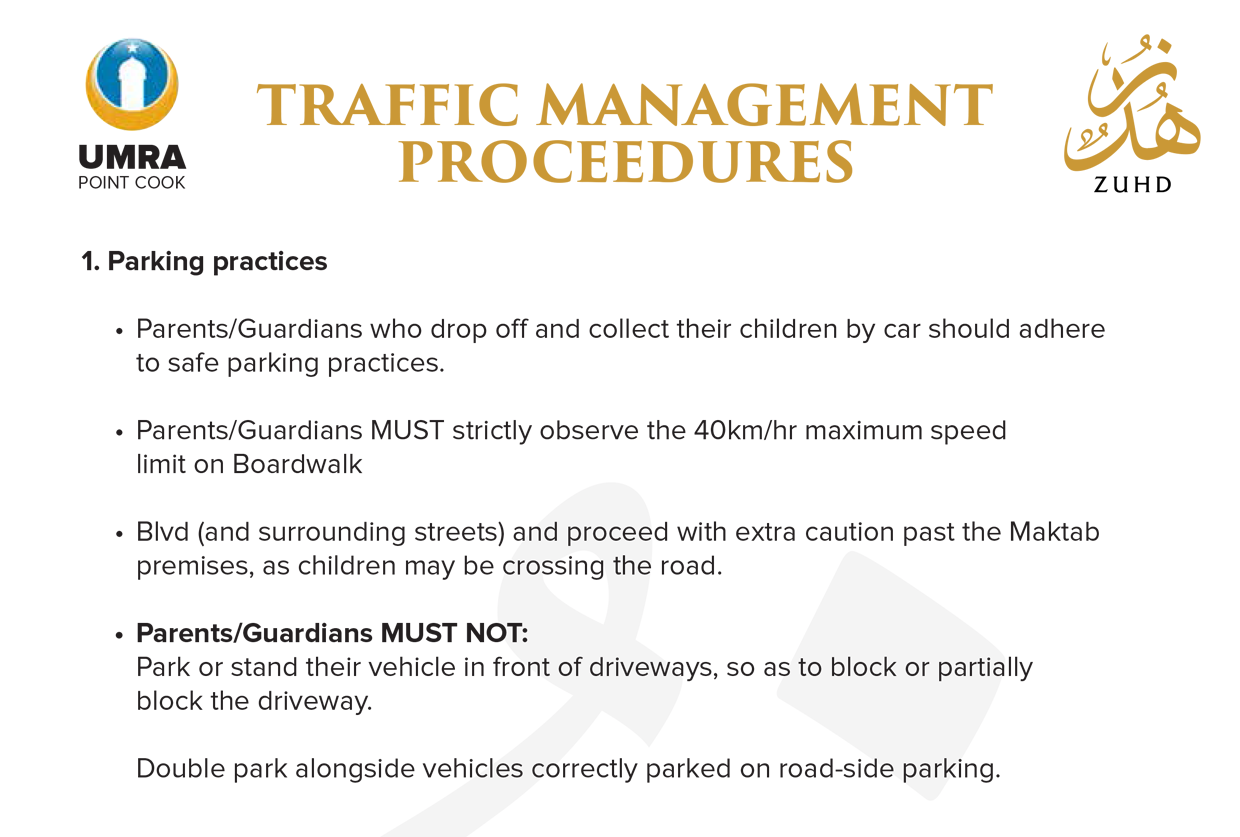 UMRA
POINT COOK
TRAFFIC MANAGEMENT
PROCEEDURES
زُهْد
ZUHD
1. Parking practices
• Parents/Guardians who drop off and collect their children by car should adhere
to safe parking practices.
• Parents/Guardians MUST strictly observe the 40km/hr maximum speed
limit on Boardwalk
• Blvd (and surrounding streets) and proceed with extra caution past the Maktab
premises, as children may be crossing the road.
• Parents/Guardians MUST NOT:
Park or stand their vehicle in front of driveways, so as to block or partially
block the driveway.
Double park alongside vehicles correctly parked on road-side parking.